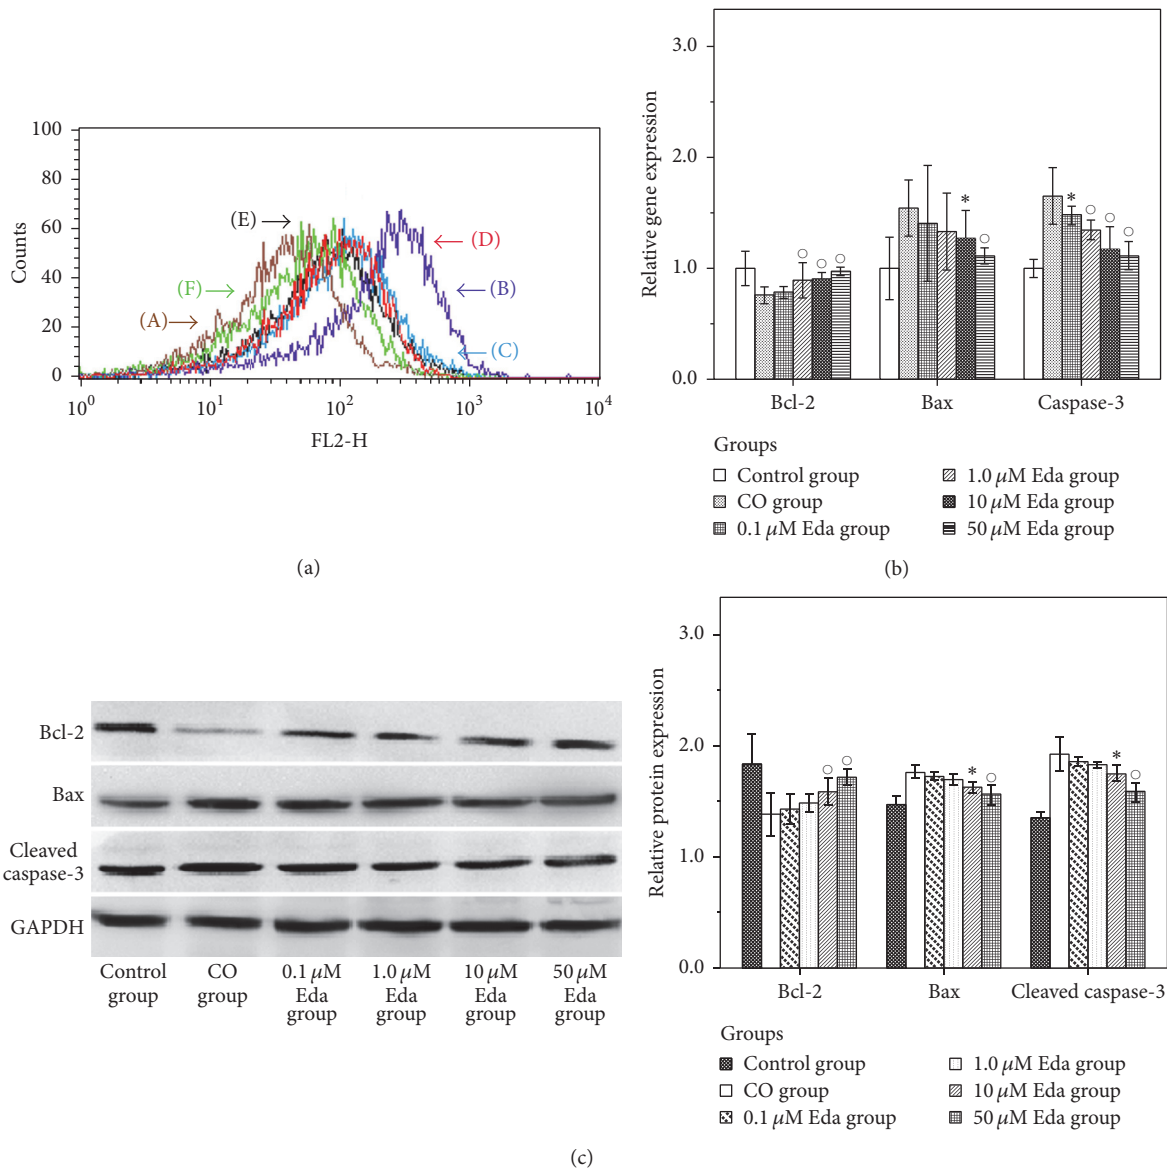 100
80
60
40
20
0
Counts
(E)
(D)
(F)
(B)
(A)
(C)
10^0
10^1
10^2
10^3
10^4
FL2-H
(a)
3.0
2.0
1.0
0.0
Relative gene expression
*
*
Bcl-2
Bax
Caspase-3
Groups
Control group
CO group
0.1 μM Eda group
1.0 μM Eda group
10 μM Eda group
50 μM Eda group
(b)
Bcl-2
Bax
Cleaved
caspase-3
GAPDH
Control
group
CO
group
0.1 μM
Eda
group
1.0 μM
Eda
group
10 μM
Eda
group
50 μM
Eda
group
3.0
2.0
1.0
0.0
Relative protein expression
*
*
Bcl-2
Bax
Cleaved caspase-3
Groups
Control group
CO group
0.1 μM Eda group
1.0 μM Eda group
10 μM Eda group
50 μM Eda group
(c)